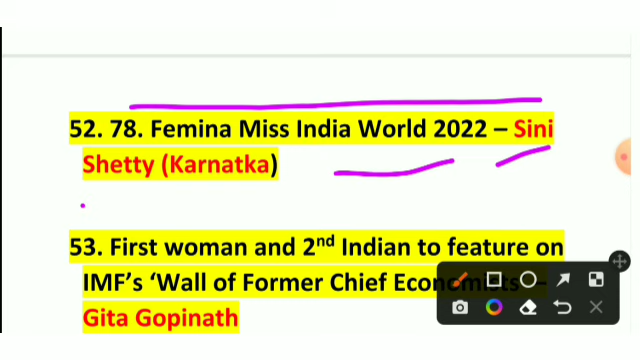 52. 78. Femina Miss India World 2022 – Sini
Shetty (Karnatka)
53. First woman and 2nd Indian to feature on
IMF's 'Wall of Former Chief Economists' –
Gita Gopinath